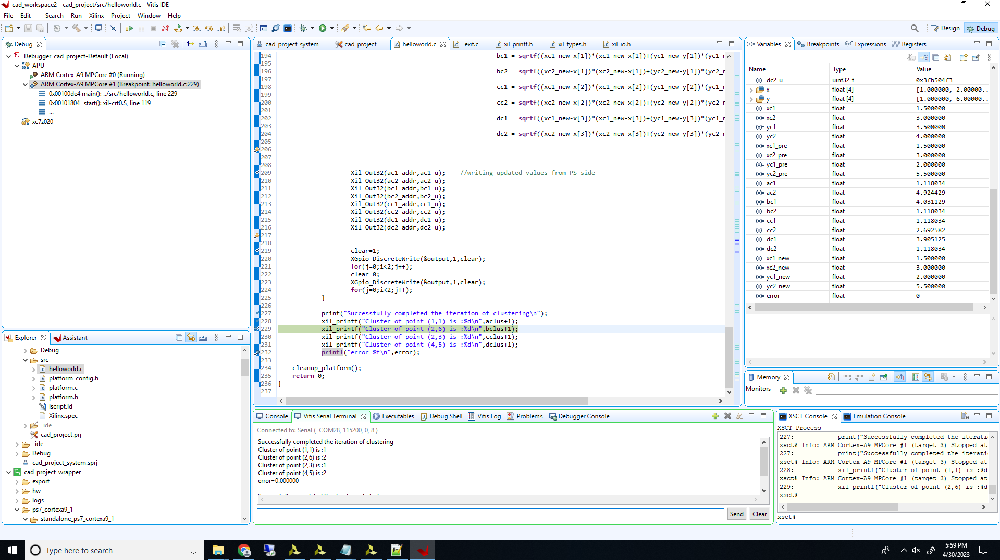 cad_workspace2 - cad_project/src/helloworld.c - Vitis IDE
File Edit Search Run Xilinx Project Window Help
Design Debug
Debug
Debugger_cad_project-Default (Local)
APU
ARM Cortex-A9 MPCore #0 (Running)
ARM Cortex-A9 MPCore #1 (Breakpoint: helloworld.c:229)
0x00100de4 main(): ../src/helloworld.c, line 229
0x00101804 _start(): xil-crt0.S, line 119
...
xc7z020
Explorer Assistant
Debug
src
helloworld.c
platform_config.h
platform.c
platform.h
lscript.ld
Xilinx.spec
_ide
cad_project.prj
_ide
Debug
cad_project_system.sprj
cad_project_wrapper
export
hw
logs
ps7_cortexa9_1
standalone_ps7_cortexa9_1
cad_project_system cad_project helloworld.c _exit.c xil_printf.h xil_types.h xil_io.h
194 bc1 = sqrtf((xc1_new-x[1])*(xc1_new-x[1])+(yc1_new-y[1])*(yc1_r
195
196 bc2 = sqrtf((xc2_new-x[1])*(xc2_new-x[1])+(yc2_new-y[1])*(yc2_r
197
198 cc1 = sqrtf((xc1_new-x[2])*(xc1_new-x[2])+(yc1_new-y[2])*(yc1_r
199
200 cc2 = sqrtf((xc2_new-x[2])*(xc2_new-x[2])+(yc2_new-y[2])*(yc2_r
201
202 dc1 = sqrtf((xc1_new-x[3])*(xc1_new-x[3])+(yc1_new-y[3])*(yc1_r
203
204 dc2 = sqrtf((xc2_new-x[3])*(xc2_new-x[3])+(yc2_new-y[3])*(yc2_r
205
206
207
208
209 Xil_Out32(ac1_addr,ac1_u); //writing updated values from PS side
210 Xil_Out32(ac2_addr,ac2_u);
211 Xil_Out32(bc1_addr,bc1_u);
212 Xil_Out32(bc2_addr,bc2_u);
213 Xil_Out32(cc1_addr,cc1_u);
214 Xil_Out32(cc2_addr,cc2_u);
215 Xil_Out32(dc1_addr,dc1_u);
216 Xil_Out32(dc2_addr,dc2_u);
217
218
219 clear=1;
220 XGpio_DiscreteWrite(&output,1,clear);
221 for(j=0;i<2;j++);
222 clear=0;
223 XGpio_DiscreteWrite(&output,1,clear);
224 for(j=0;i<2;j++);
225 }
226
227 print("Successfully completed the iteration of clustering\n");
228 xil_printf("Cluster of point (1,1) is :%d\n",aclus+1);
229 xil_printf("Cluster of point (2,6) is :%d\n",bclus+1);
230 xil_printf("Cluster of point (2,3) is :%d\n",cclus+1);
231 xil_printf("Cluster of point (4,5) is :%d\n",dclus+1);
232 printf("error=%f\n",error);
233
234 cleanup_platform();
235 return 0;
236 }
237
Console Vitis Serial Terminal Executables Debug Shell Vitis Log Problems Debugger Console
Connected to: Serial ( COM28, 115200, 0, 8 )
Successfully completed the iteration of clustering
Cluster of point (1,1) is :1
Cluster of point (2,6) is :2
Cluster of point (2,3) is :1
Cluster of point (4,5) is :2
error=0.000000
Send Clear
Variables Breakpoints Expressions Registers
Name Type Value
dc2_u uint32_t 0x3fb504f3
x float [4] [1.000000, 2.00000..
y float [4] [1.000000, 6.00000..
xc1 float 1.500000
xc2 float 3.000000
yc1 float 3.500000
yc2 float 4.000000
xc1_pre float 1.500000
xc2_pre float 3.000000
yc1_pre float 2.000000
yc2_pre float 5.500000
ac1 float 1.118034
ac2 float 4.924429
bc1 float 4.031129
bc2 float 1.118034
cc1 float 1.118034
cc2 float 2.692582
dc1 float 3.905125
dc2 float 1.118034
xc1_new float 1.500000
xc2_new float 3.000000
yc1_new float 2.000000
yc2_new float 5.500000
error float 0
Memory
Monitors
XSCT Console Emulation Console
XSCT Process
227: print("Successfully completed the iterati
xsct% Info: ARM Cortex-A9 MPCore #1 (target 3) Stopped at
227: print("Successfully completed the iterati
xsct% Info: ARM Cortex-A9 MPCore #1 (target 3) Stopped at
228: xil_printf("Cluster of point (1,1) is :%d
xsct% Info: ARM Cortex-A9 MPCore #1 (target 3) Stopped at
229: xil_printf("Cluster of point (2,6) is :%d
xsct%
xsct%
Type here to search
5:59 PM
4/30/2023